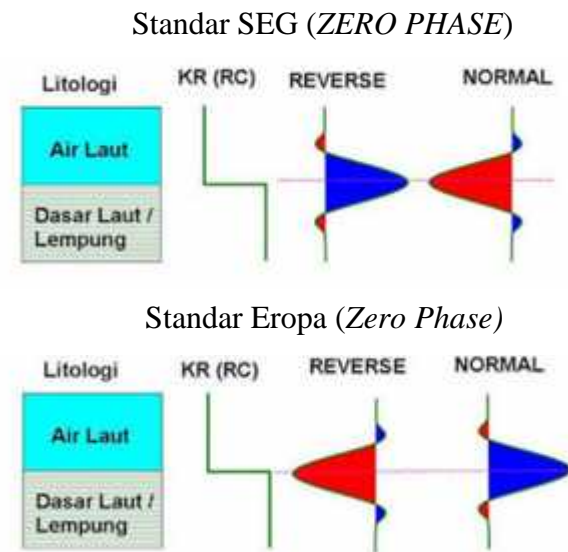 Standar SEG (ZERO PHASE)
Litologi KR (RC) REVERSE NORMAL
Air Laut
Dasar Laut /
Lempung
Standar Eropa (Zero Phase)
Litologi KR (RC) REVERSE NORMAL
Air Laut
Dasar Laut /
Lempung